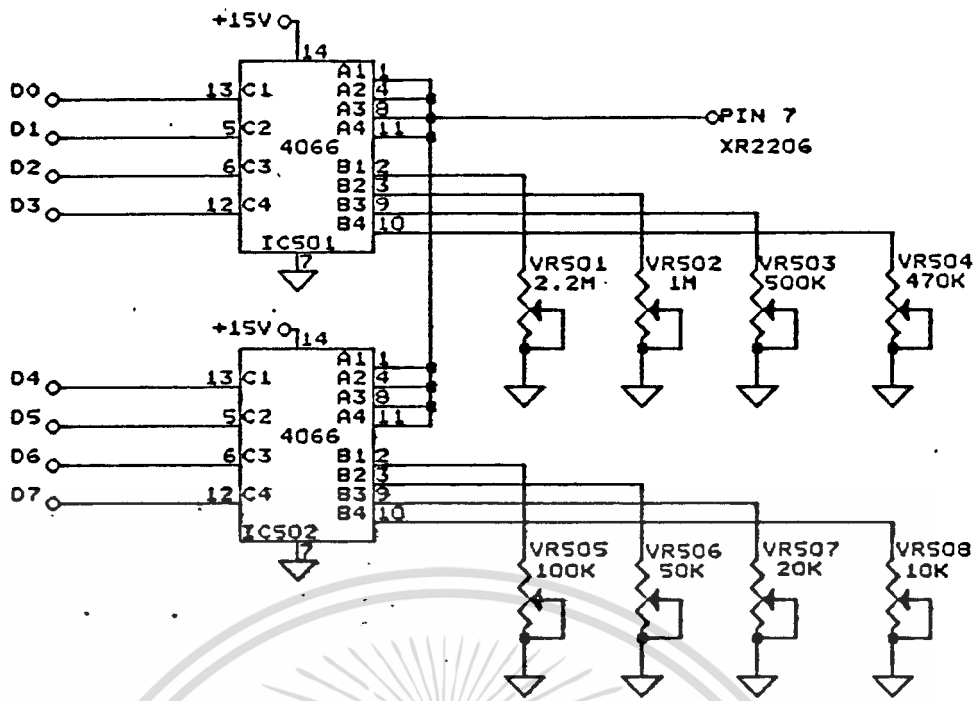 +15V
14
D0
13 C1
A1 1
A2 4
D1
5 C2
A3 8
A4 11
PIN 7
4066
XR2206
D2
6 C3
B1 2
B2 3
D3
12 C4
B3 9
B4 10
IC501
7
VR501
2.2M
VR502
1M
VR503
500K
VR504
470K
+15V
14
D4
13 C1
A1 1
A2 4
D5
5 C2
A3 8
A4 11
4066
D6
6 C3
B1 2
B2 3
D7
12 C4
B3 9
B4 10
IC502
7
VR505
100K
VR506
50K
VR507
20K
VR508
10K